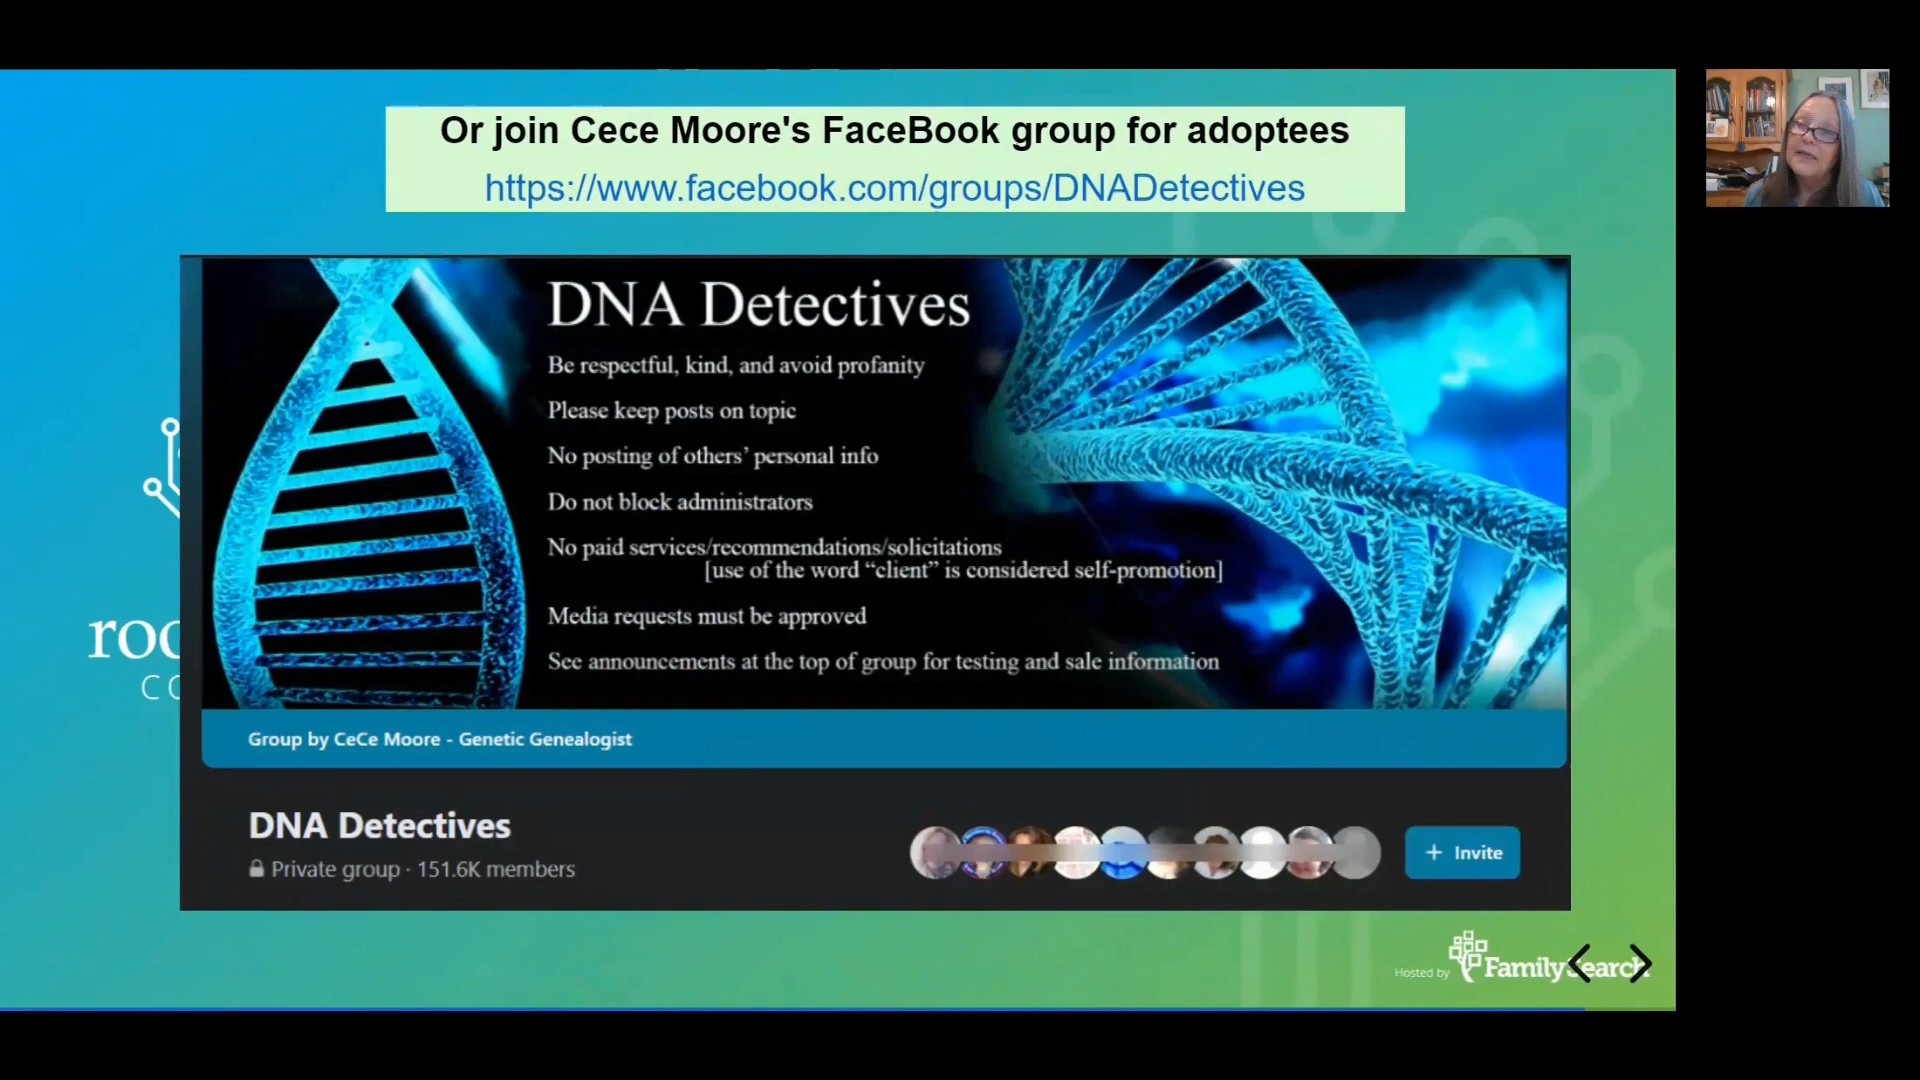 Or join Cece Moore's FaceBook group for adoptees
https://www.facebook.com/groups/DNADetectives
DNA Detectives
Be respectful, kind, and avoid profanity
Please keep posts on topic
No posting of others’ personal info
Do not block administrators
No paid services/recommendations/solicitations
[use of the word “client” is considered self-promotion]
Media requests must be approved
See announcements at the top of group for testing and sale information
Group by CeCe Moore - Genetic Genealogist
DNA Detectives
Private group · 151.6K members
+ Invite
Hosted by FamilySearch